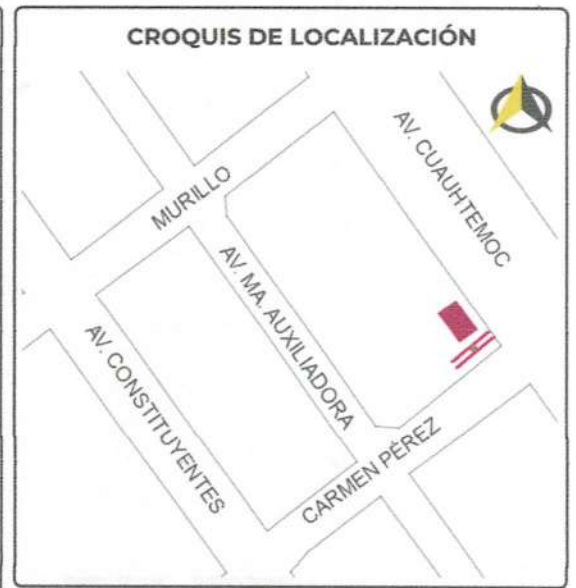 CROQUIS DE LOCALIZACIÓN
AV. CUAUHTEMOC
MURILLO
AV. MA. AUXILIADORA
AV. CONSTITUYENTES
CARMEN PÉREZ